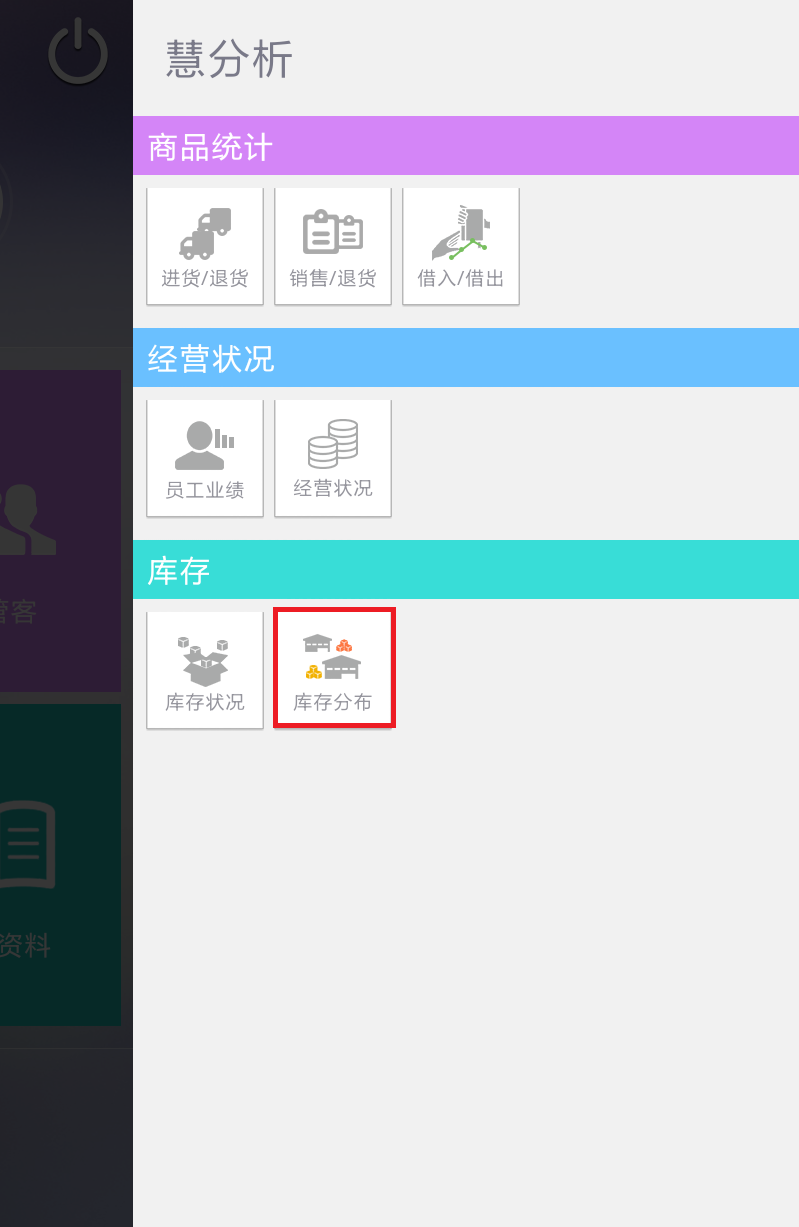 慧分析
商品统计
进货/退货
销售/退货
借入/借出
经营状况
员工业绩
经营状况
库存
库存状况
库存分布
管客
资料